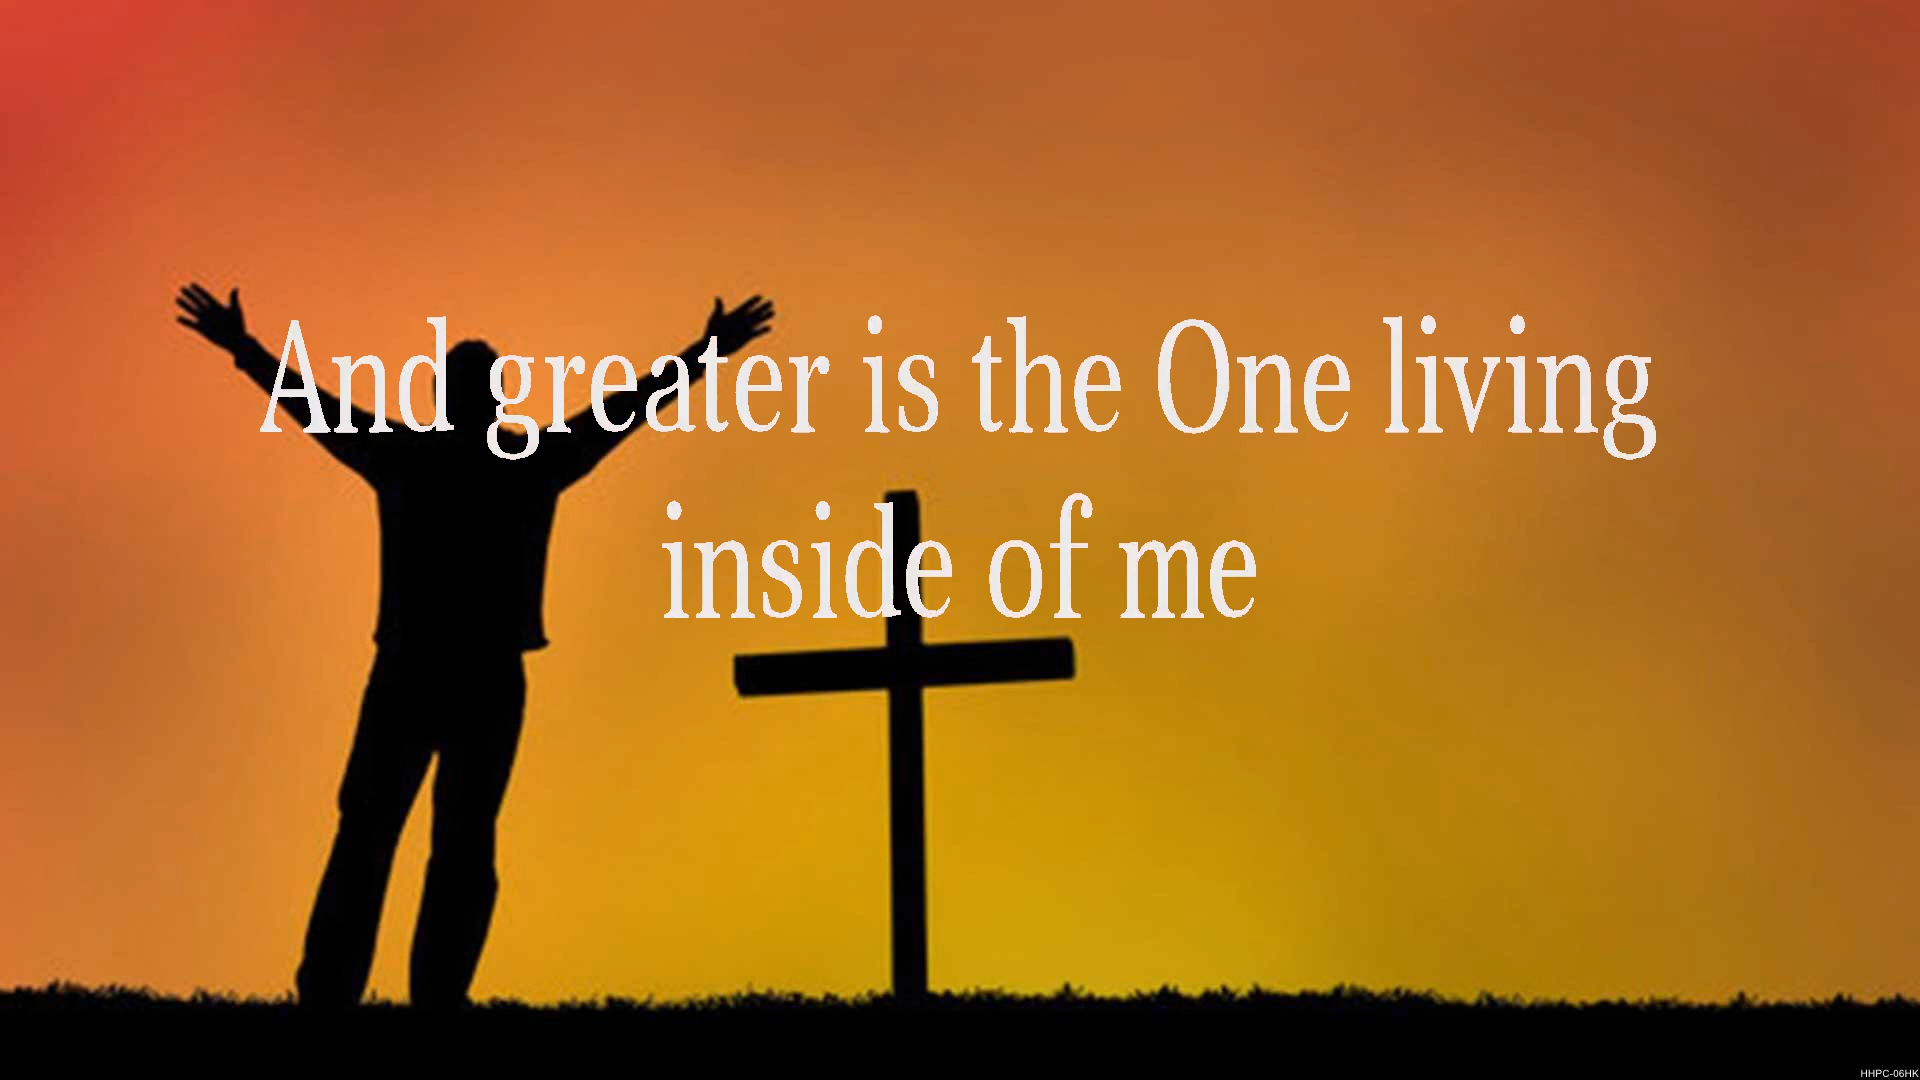 And greater is the One living
inside of me
HHPC-06HK